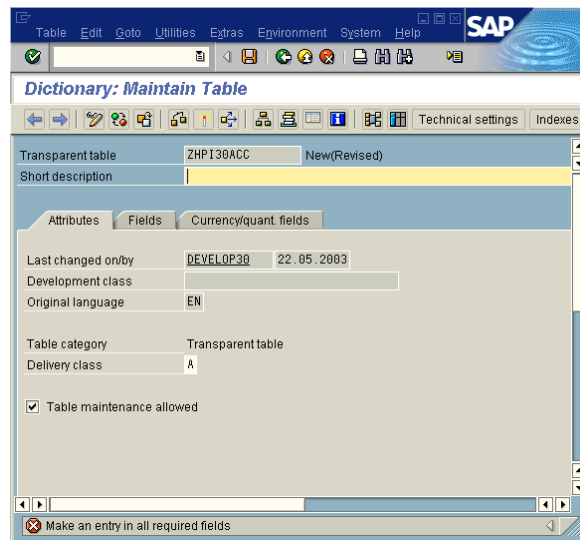 Table Edit Goto Utilities Extras Environment System Help
SAP
Dictionary: Maintain Table
Technical settings Indexes
Transparent table ZHPI30ACC New(Revised)
Short description
Attributes Fields Currency/quant. fields
Last changed on/by DEVELOP30 22.05.2003
Development class
Original language EN
Table category Transparent table
Delivery class A
Table maintenance allowed
Make an entry in all required fields